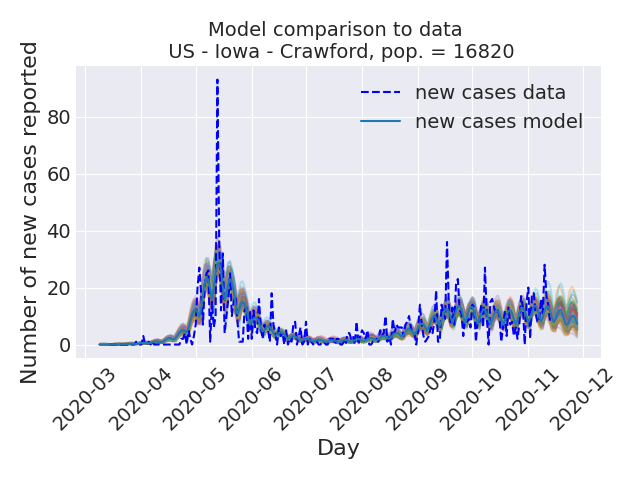 Model comparison to data
US - Iowa - Crawford, pop. = 16820
new cases data
new cases model
Number of new cases reported
80
60
40
20
0
2020-03
2020-04
2020-05
2020-06
2020-07
2020-08
2020-09
2020-10
2020-11
2020-12
Day